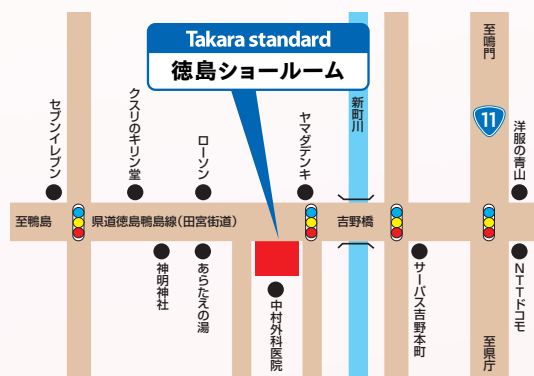 Takara standard
徳島ショールーム
至鳴門
11
新町川
セブンイレブン
クスリのキリン堂
ローソン
ヤマダデンキ
洋服の青山
至鴨島
県道徳島鴨島線(田宮街道)
吉野橋
神明神社
あらたえの湯
中村外科医院
サーパス吉野本町
NTTドコモ
至県庁